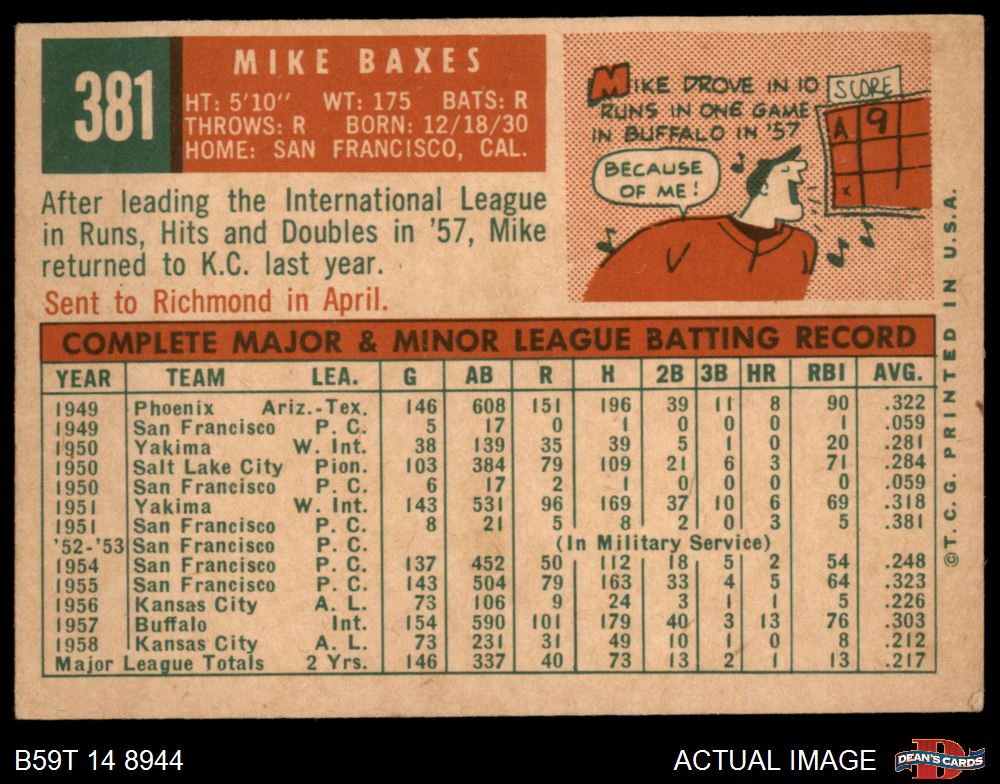 381
MIKE BAXES
HT: 5'10" WT: 175 BATS: R
THROWS: R BORN: 12/18/30
HOME: SAN FRANCISCO, CAL.
MIKE DROVE IN 10
RUNS IN ONE GAME
IN BUFFALO IN '57
SCORE
A 9
X
BECAUSE
OF ME!
After leading the International League
in Runs, Hits and Doubles in '57, Mike
returned to K.C. last year.
Sent to Richmond in April.
COMPLETE MAJOR & MINOR LEAGUE BATTING RECORD
YEAR TEAM LEA. G AB R H 2B 3B HR RBI AVG.
1949 Phoenix Ariz.-Tex. 146 608 151 196 39 11 8 90 .322
1949 San Francisco P. C. 5 17 0 1 0 0 0 1 .059
1950 Yakima W. Int. 38 139 35 39 5 1 0 20 .281
1950 Salt Lake City Pion. 103 384 79 109 21 6 3 71 .284
1950 San Francisco P. C. 6 17 2 1 0 0 0 0 .059
1951 Yakima W. Int. 143 531 96 169 37 10 6 69 .318
1951 San Francisco P. C. 8 21 5 8 2 0 3 5 .381
'52-'53 San Francisco P. C. (In Military Service)
1954 San Francisco P. C. 137 452 50 112 18 5 2 54 .248
1955 San Francisco P. C. 143 504 79 163 33 4 5 64 .323
1956 Kansas City A. L. 73 106 9 24 3 1 1 5 .226
1957 Buffalo Int. 154 590 101 179 40 3 13 76 .303
1958 Kansas City A. L. 73 231 31 49 10 1 0 8 .212
Major League Totals 2 Yrs. 146 337 40 73 13 2 1 13 .217
©T.C.G. PRINTED IN U.S.A.
B59T 14 8944
ACTUAL IMAGE
D
DEAN'S CARDS